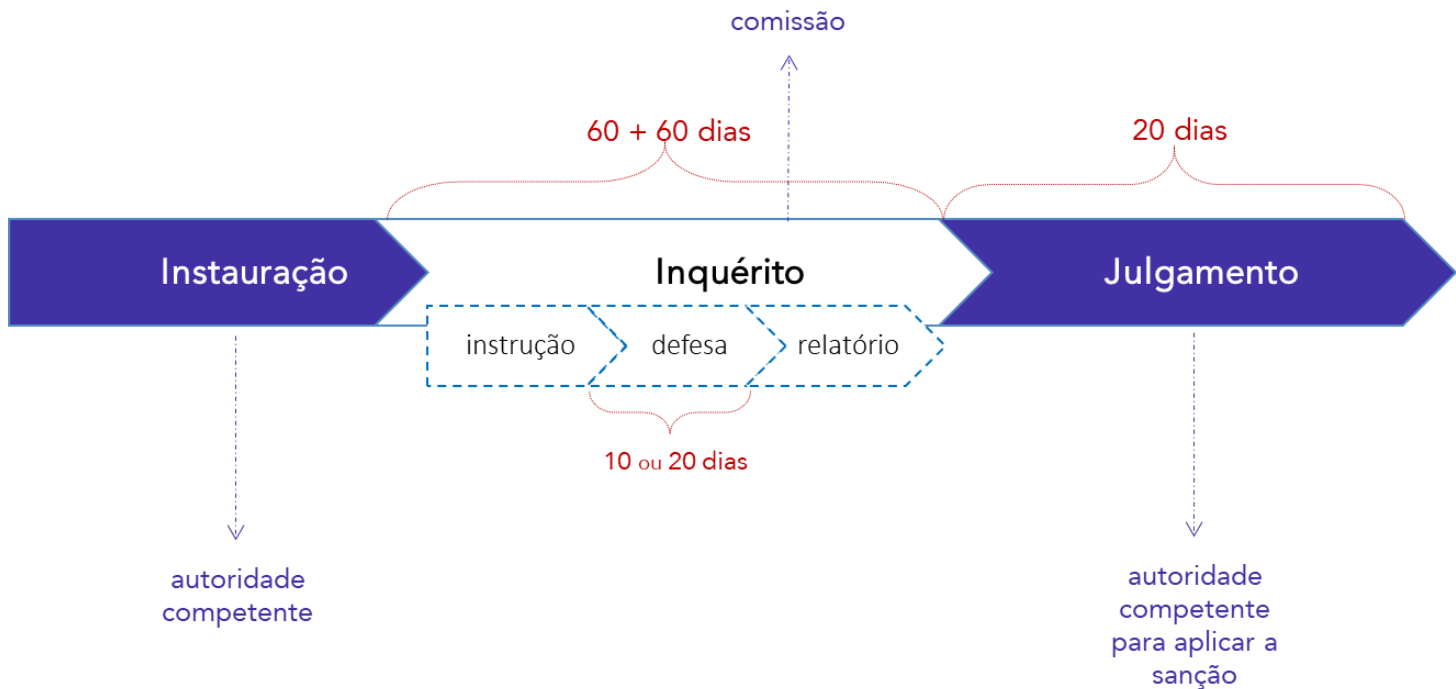 comissão
60 + 60 dias
20 dias
Instauração
Inquérito
Julgamento
instrução
defesa
relatório
10 ou 20 dias
autoridade
competente
autoridade
competente
para aplicar a
sanção